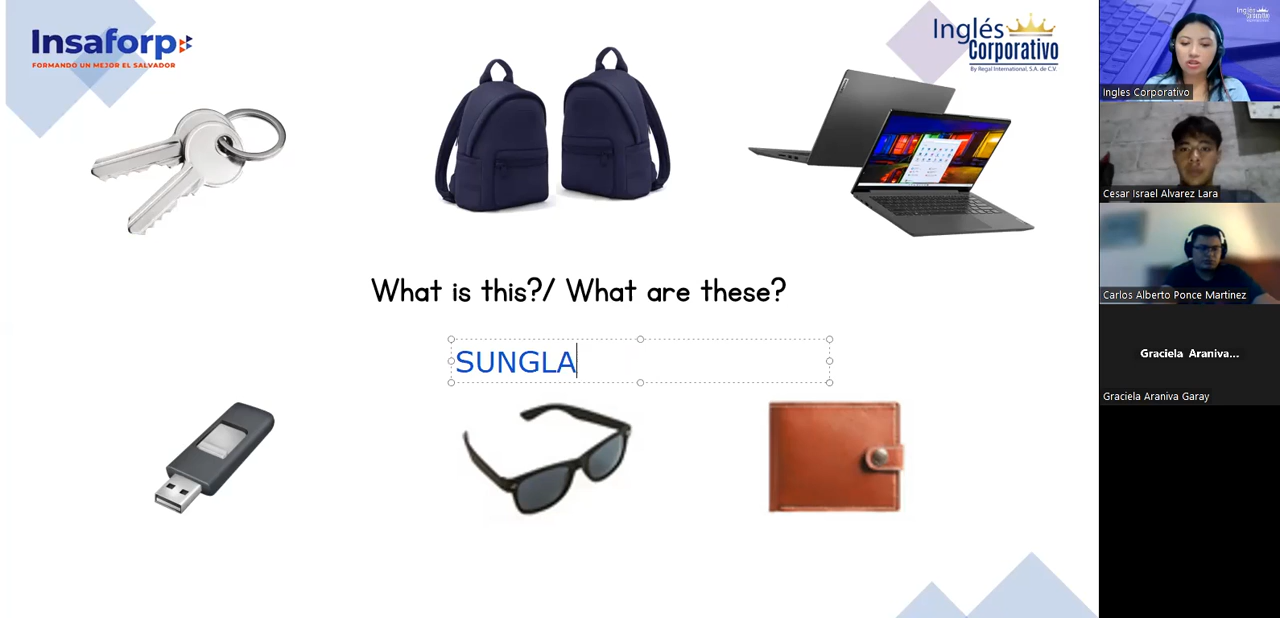 Insaforp
FORMANDO UN MEJOR EL SALVADOR
Inglés
Corporativo
By Regal International, S.A. de C.V.
What is this?/ What are these?
SUNGLA
Ingles Corporativo
Cesar Israel Alvarez Lara
Carlos Alberto Ponce Martinez
Graciela Araniva...
Graciela Araniva Garay